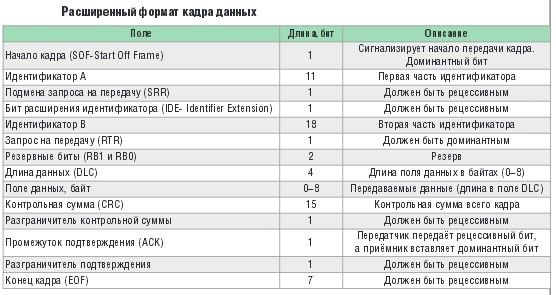 Расширенный формат кадра данных
Поле Длина, бит Описание
Начало кадра (SOF-Start Off Frame) 1 Сигнализирует начало передачи кадра.
Доминантный бит
Идентификатор A 11 Первая часть идентификатора
Подмена запроса на передачу (SRR) 1 Должен быть рецессивным
Бит расширения идентификатора (IDE- Identifier Extension) 1 Должен быть рецессивным
Идентификатор B 18 Вторая часть идентификатора
Запрос на передачу (RTR) 1 Должен быть доминантным
Резервные биты (RB1 и RB0) 2 Резерв
Длина данных (DLC) 4 Длина поля данных в байтах (0–8)
Поле данных, байт 0–8 Передаваемые данные (длина в поле DLC)
Контрольная сумма (CRC) 15 Контрольная сумма всего кадра
Разграничитель контрольной суммы 1 Должен быть рецессивным
Промежуток подтверждения (ACK) 1 Передатчик передаёт рецессивный бит,
а приёмник вставляет доминантный бит
Разграничитель подтверждения 1 Должен быть рецессивным
Конец кадра (EOF) 7 Должен быть рецессивным